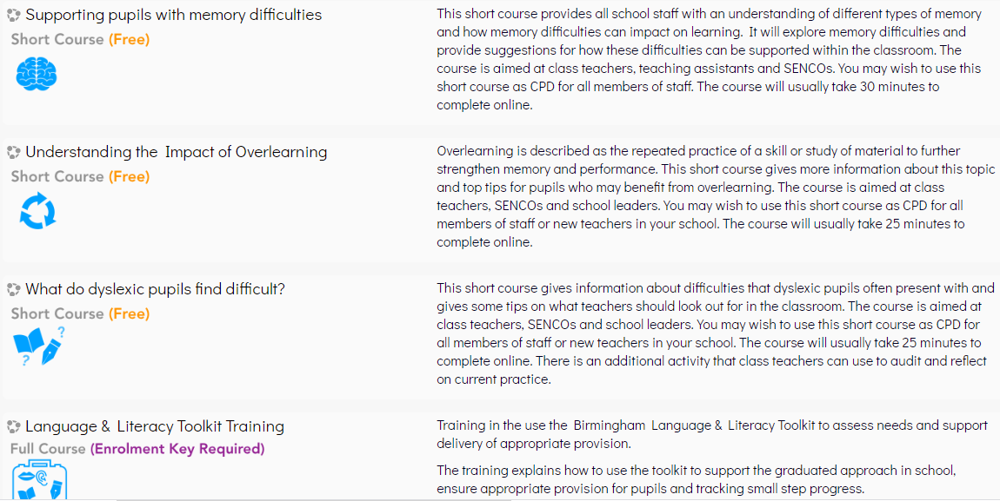 Supporting pupils with memory difficulties
Short Course (Free)
This short course provides all school staff with an understanding of different types of memory
and how memory difficulties can impact on learning. It will explore memory difficulties and
provide suggestions for how these difficulties can be supported within the classroom. The
course is aimed at class teachers, teaching assistants and SENCOs. You may wish to use this
short course as CPD for all members of staff. The course will usually take 30 minutes to
complete online.
Understanding the Impact of Overlearning
Short Course (Free)
Overlearning is described as the repeated practice of a skill or study of material to further
strengthen memory and performance. This short course gives more information about this topic
and top tips for pupils who may benefit from overlearning. The course is aimed at class
teachers, SENCOs and school leaders. You may wish to use this short course as CPD for all
members of staff or new teachers in your school. The course will usually take 25 minutes to
complete online.
What do dyslexic pupils find difficult?
Short Course (Free)
? ?
This short course gives information about difficulties that dyslexic pupils often present with and
gives some tips on what teachers should look out for in the classroom. The course is aimed at
class teachers, SENCOs and school leaders. You may wish to use this short course as CPD for
all members of staff or new teachers in your school. The course will usually take 25 minutes to
complete online. There is an additional activity that class teachers can use to audit and reflect
on current practice.
Language & Literacy Toolkit Training
Full Course (Enrolment Key Required)
Training in the use the Birmingham Language & Literacy Toolkit to assess needs and support
delivery of appropriate provision.
The training explains how to use the toolkit to support the graduated approach in school,
ensure appropriate provision for pupils and tracking small step progress.